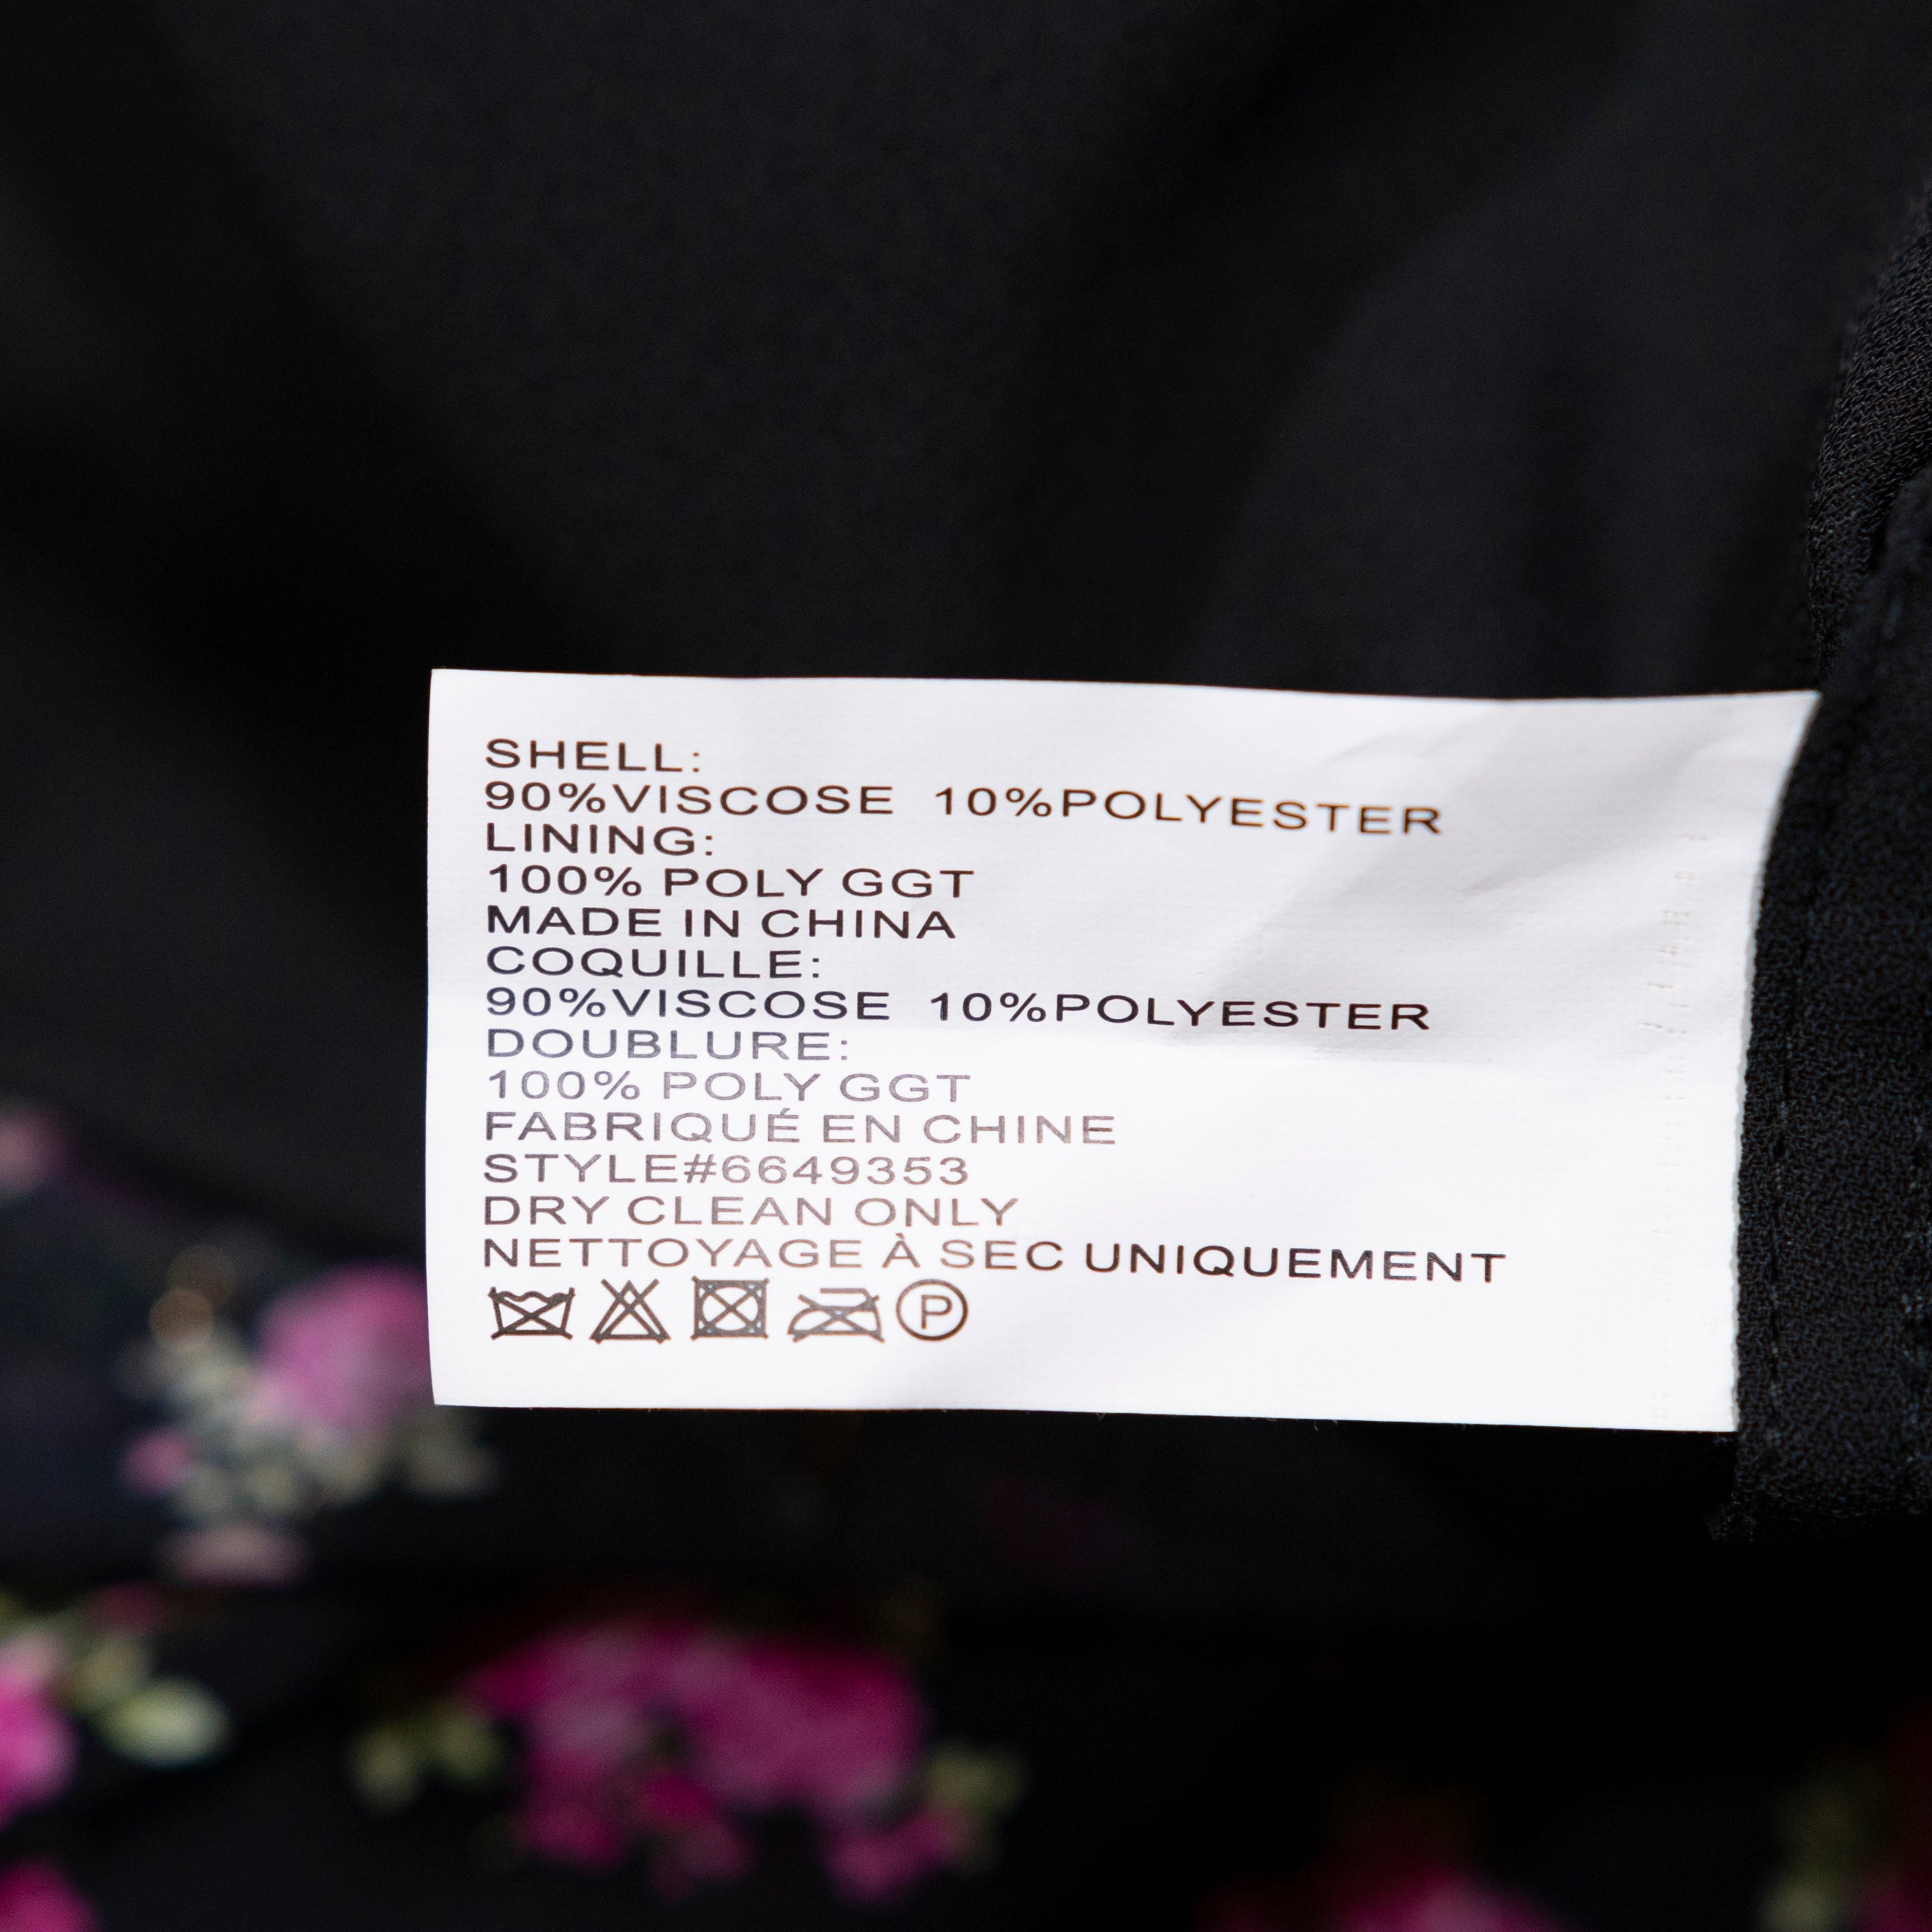 SHELL:
90%VISCOSE 10%POLYESTER
LINING:
100% POLY GGT
MADE IN CHINA
COQUILLE:
90%VISCOSE 10%POLYESTER
DOUBLURE:
100% POLY GGT
FABRIQUÉ EN CHINE
STYLE#6649353
DRY CLEAN ONLY
NETTOYAGE À SEC UNIQUEMENT
P